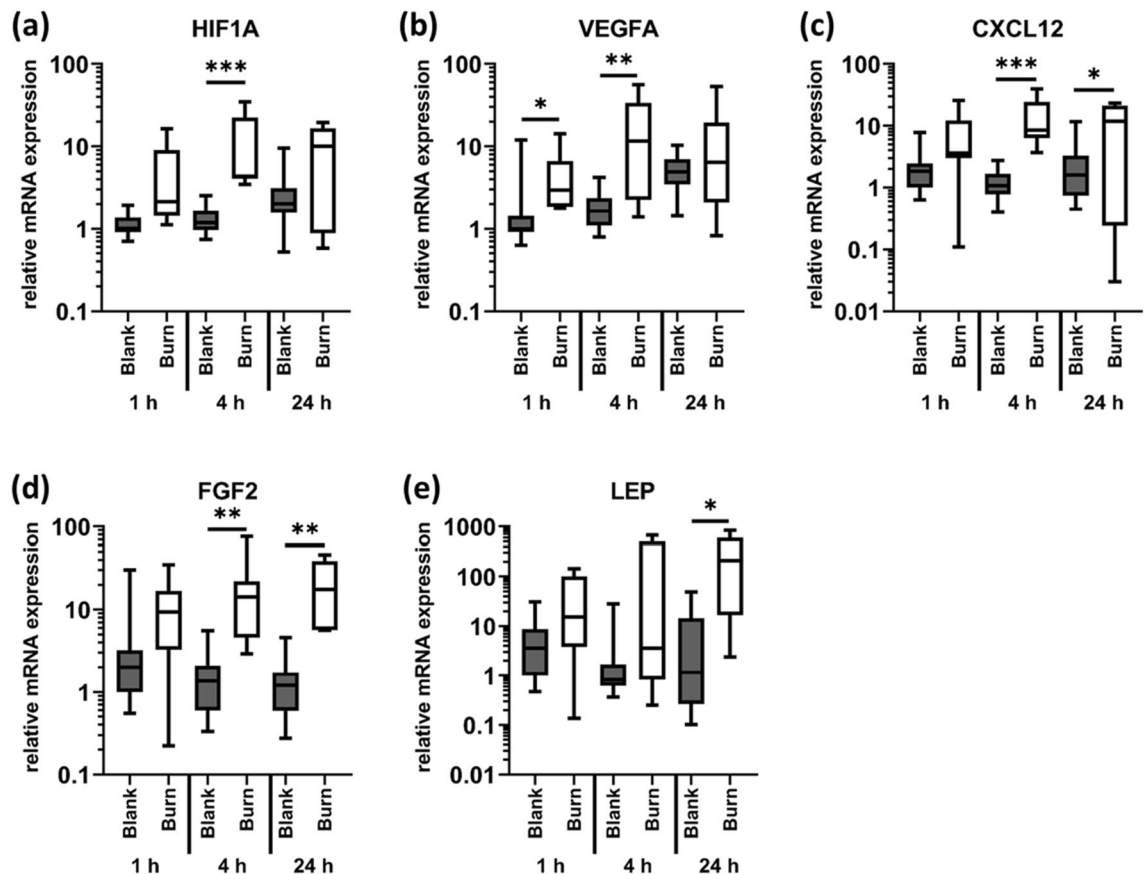 (a) HIF1A
relative mRNA expression
100
10
1
0.1
***
Blank Burn Blank Burn Blank Burn
1 h 4 h 24 h
(b) VEGFA
relative mRNA expression
100
10
1
0.1
* **
Blank Burn Blank Burn Blank Burn
1 h 4 h 24 h
(c) CXCL12
relative mRNA expression
100
10
1
0.1
0.01
*** *
Blank Burn Blank Burn Blank Burn
1 h 4 h 24 h
(d) FGF2
relative mRNA expression
100
10
1
0.1
** **
Blank Burn Blank Burn Blank Burn
1 h 4 h 24 h
(e) LEP
relative mRNA expression
1000
100
10
1
0.1
0.01
*
Blank Burn Blank Burn Blank Burn
1 h 4 h 24 h